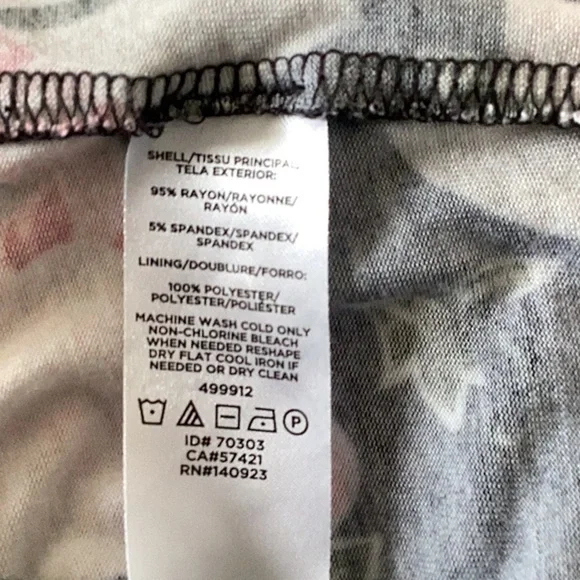 SHELL/TISSU PRINCIPAL
TELA EXTERIOR:
95% RAYON/RAYONNE/
RAYÓN
5% SPANDEX/SPANDEX/
SPANDEX
LINING/DOUBLURE/FORRO:
100% POLYESTER/
POLYESTER/POLIÉSTER
MACHINE WASH COLD ONLY
NON-CHLORINE BLEACH
WHEN NEEDED RESHAPE
DRY FLAT COOL IRON IF
NEEDED OR DRY CLEAN
499912
P
ID# 70303
CA#57421
RN#140923